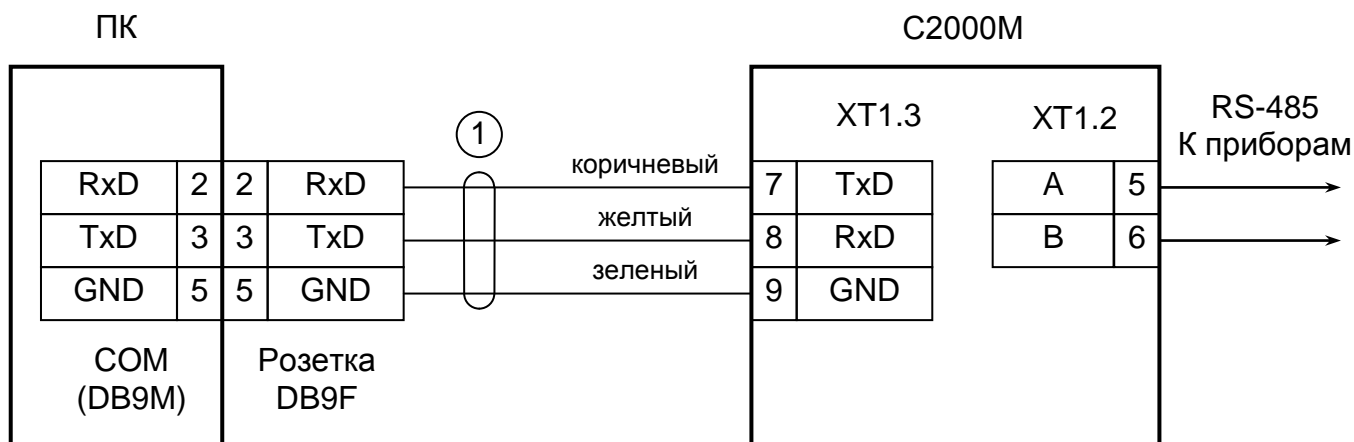 ПК
С2000М
XT1.3
XT1.2
RS-485
К приборам
1
RxD 2 2 RxD
коричневый
7 TxD
A 5
TxD 3 3 TxD
желтый
8 RxD
B 6
GND 5 5 GND
зеленый
9 GND
COM
(DB9M)
Розетка
DB9F